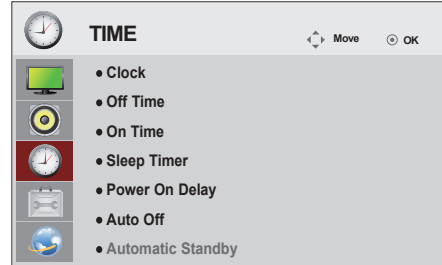 TIME
Move
OK
● Clock
● Off Time
● On Time
● Sleep Timer
● Power On Delay
● Auto Off
● Automatic Standby